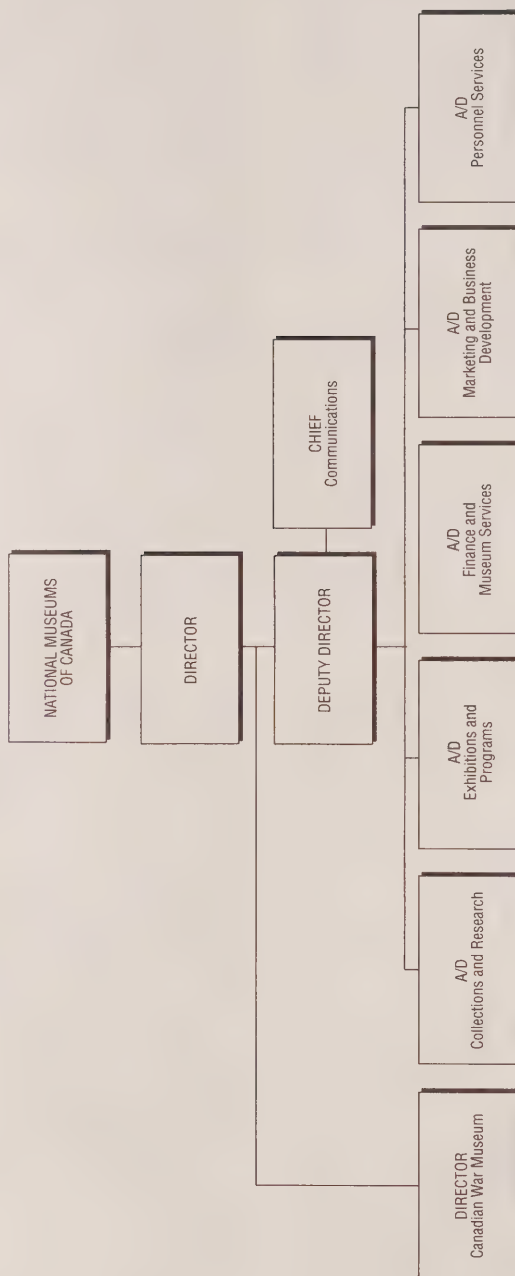 NATIONAL MUSEUMS
OF CANADA
DIRECTOR
DEPUTY DIRECTOR
CHIEF
Communications
DIRECTOR
Canadian War Museum
A/D
Collections and Research
A/D
Exhibitions and
Programs
A/D
Finance and
Museum Services
A/D
Marketing and Business
Development
A/D
Personnel Services